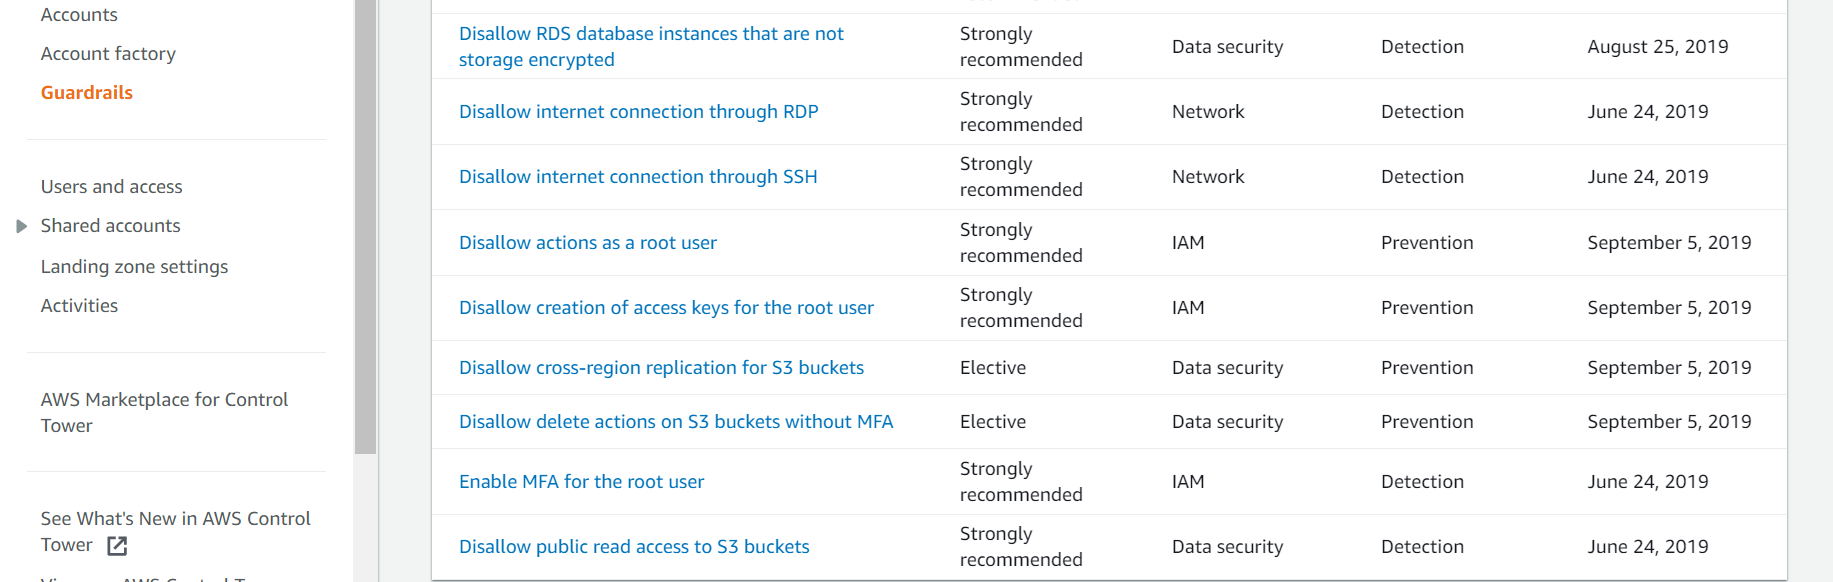 Accounts
Account factory
Guardrails
Users and access
Shared accounts
Landing zone settings
Activities
AWS Marketplace for Control
Tower
See What's New in AWS Control
Tower
Disallow RDS database instances that are not
storage encrypted
Strongly
recommended
Data security
Detection
August 25, 2019
Disallow internet connection through RDP
Strongly
recommended
Network
Detection
June 24, 2019
Disallow internet connection through SSH
Strongly
recommended
Network
Detection
June 24, 2019
Disallow actions as a root user
Strongly
recommended
IAM
Prevention
September 5, 2019
Disallow creation of access keys for the root user
Strongly
recommended
IAM
Prevention
September 5, 2019
Disallow cross-region replication for S3 buckets
Elective
Data security
Prevention
September 5, 2019
Disallow delete actions on S3 buckets without MFA
Elective
Data security
Prevention
September 5, 2019
Enable MFA for the root user
Strongly
recommended
IAM
Detection
June 24, 2019
Disallow public read access to S3 buckets
Strongly
recommended
Data security
Detection
June 24, 2019